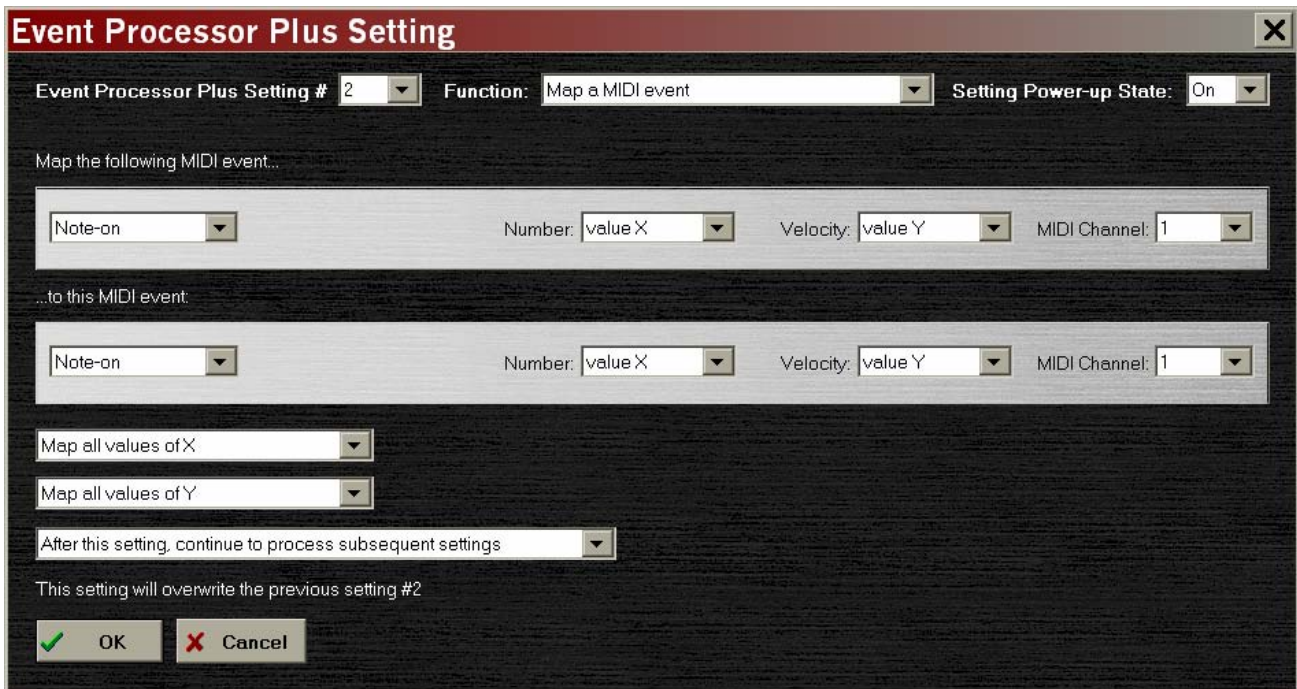 Event Processor Plus Setting
Event Processor Plus Setting # 2 Function: Map a MIDI event Setting Power-up State: On
Map the following MIDI event...
Note-on Number: value X Velocity: value Y MIDI Channel: 1
...to this MIDI event:
Note-on Number: value X Velocity: value Y MIDI Channel: 1
Map all values of X
Map all values of Y
After this setting, continue to process subsequent settings
This setting will overwrite the previous setting #2
OK Cancel